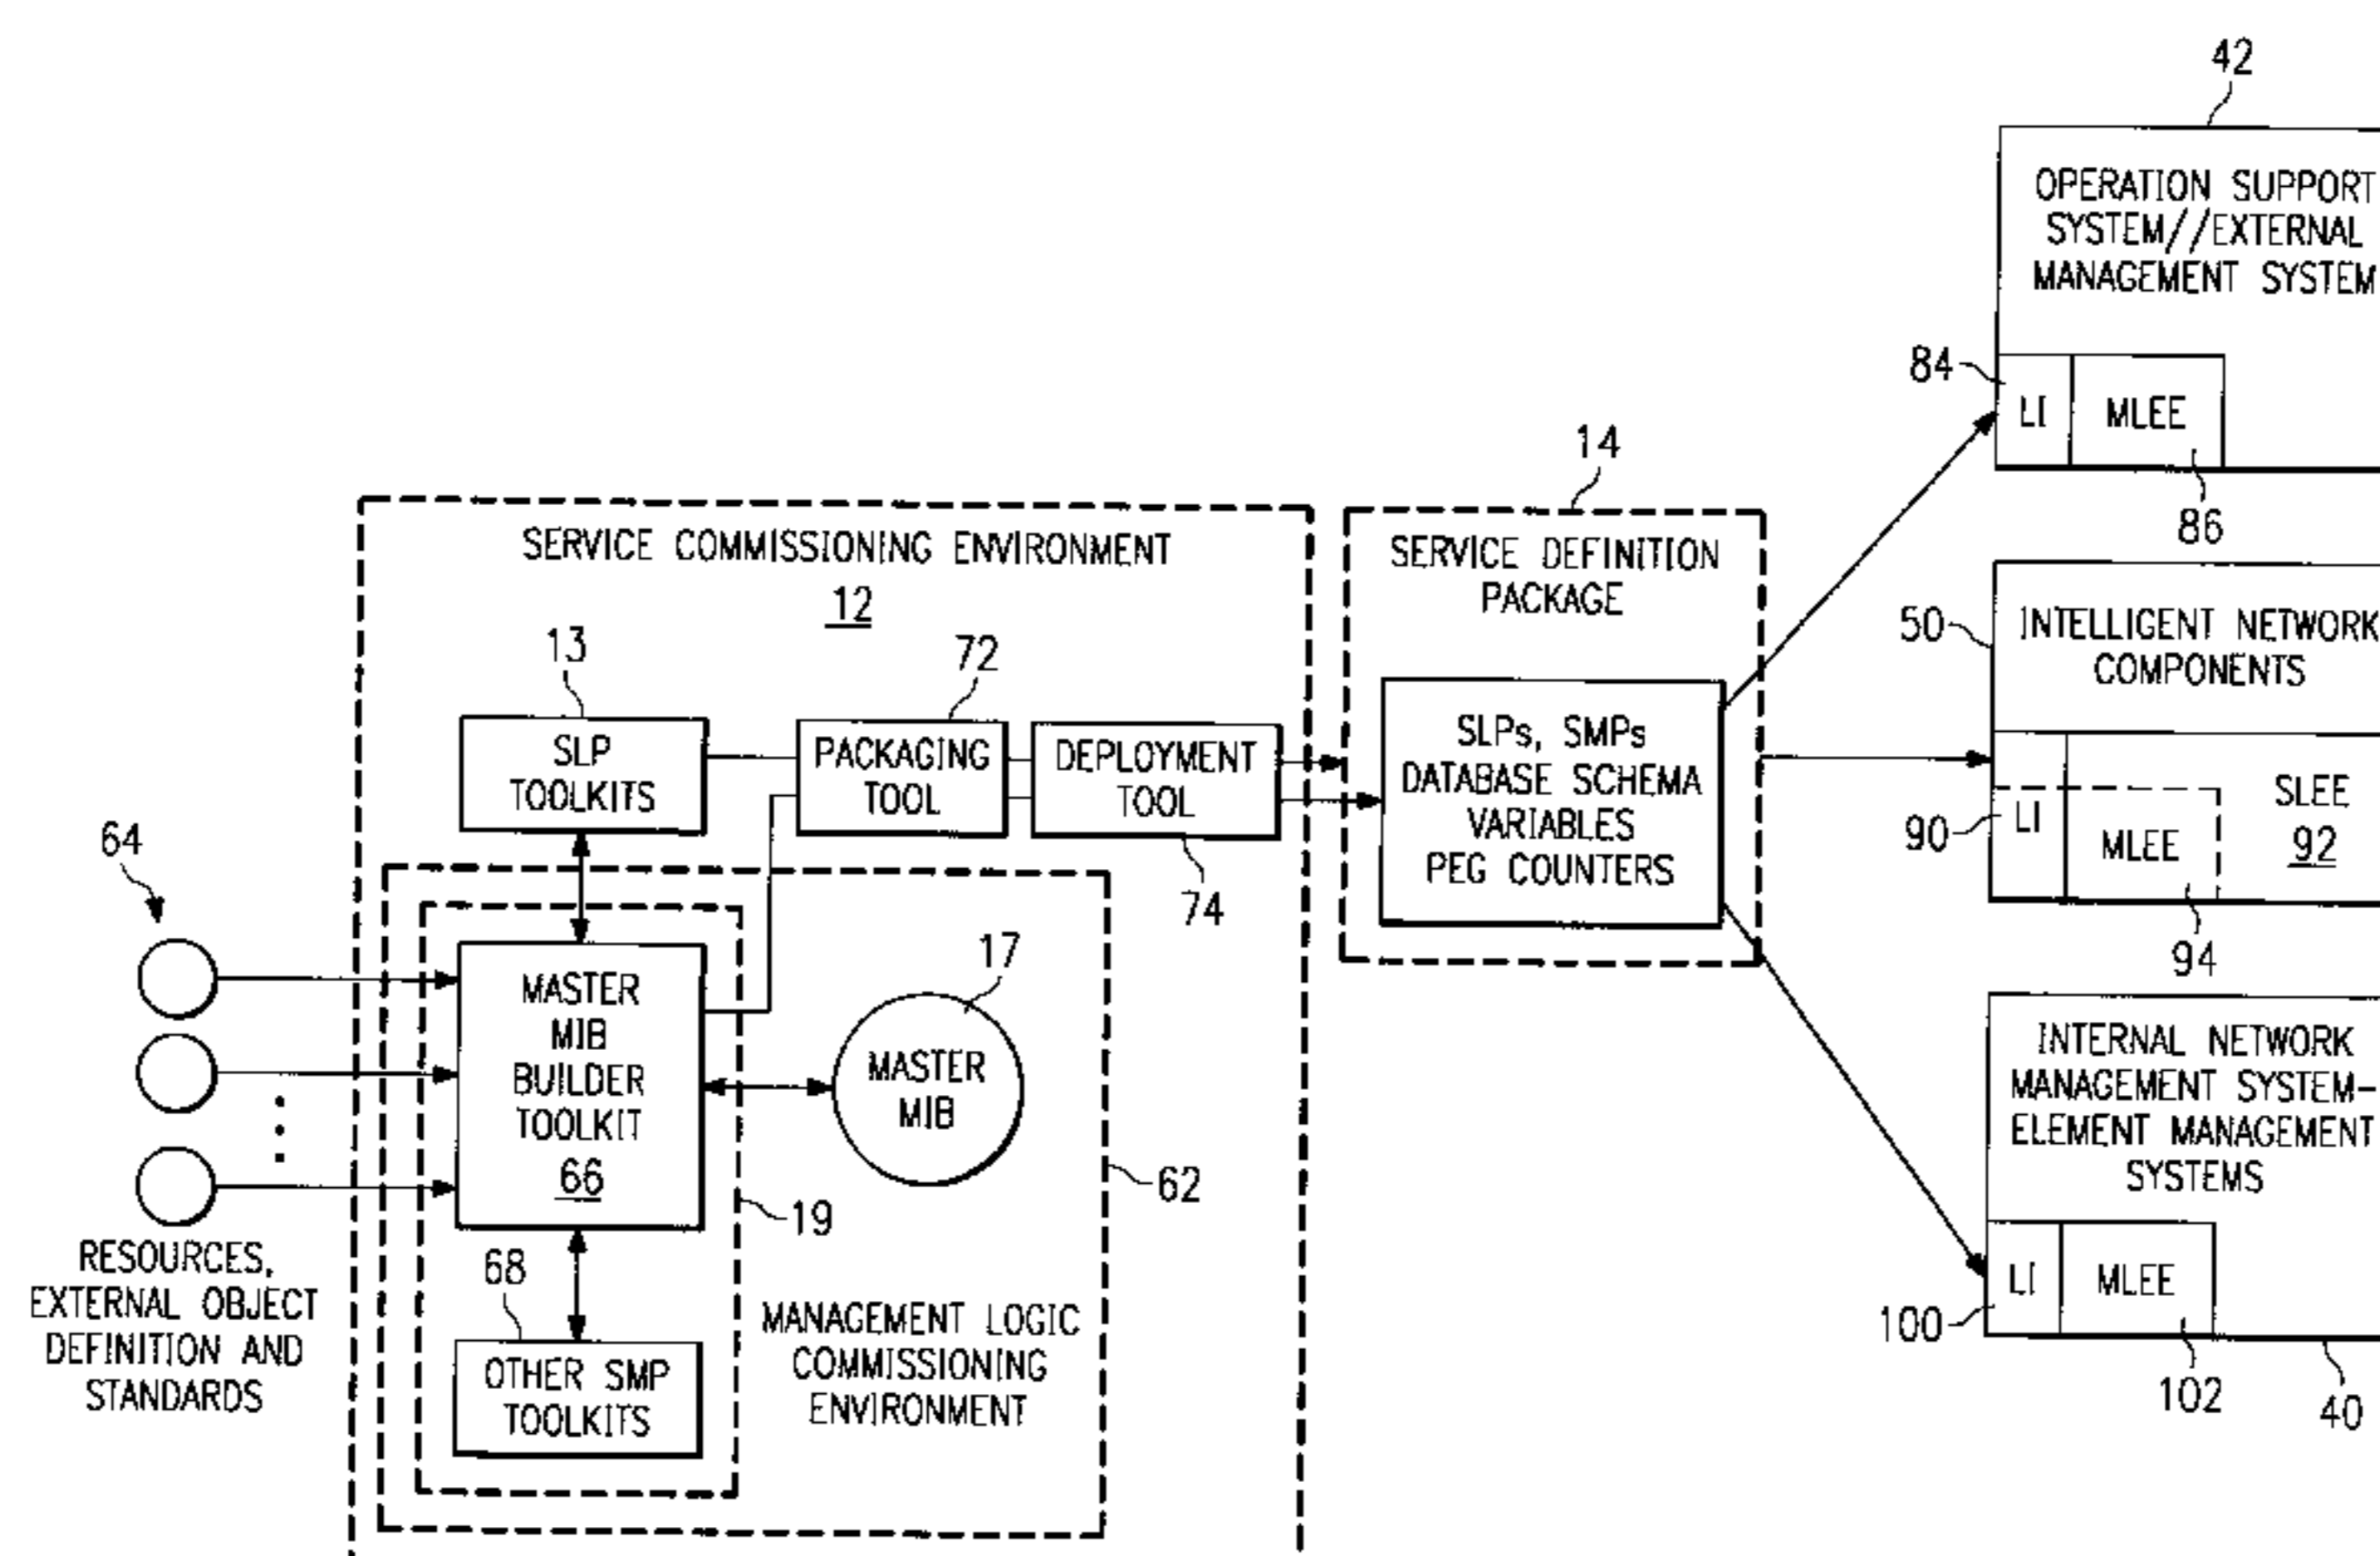 42
OPERATION SUPPORT
SYSTEM//EXTERNAL
MANAGEMENT SYSTEM
84
LI
MLEE
86
14
SERVICE COMMISSIONING ENVIRONMENT
12
SERVICE DEFINITION
PACKAGE
50
INTELLIGENT NETWORK
COMPONENTS
13
72
SLP
TOOLKITS
PACKAGING
TOOL
DEPLOYMENT
TOOL
74
SLPs, SMPs
DATABASE SCHEMA
VARIABLES
PEG COUNTERS
90
LI
MLEE
SLEE
92
94
64
MASTER
MIB
BUILDER
TOOLKIT
66
17
MASTER
MIB
62
19
68
OTHER SMP
TOOLKITS
MANAGEMENT LOGIC
COMMISSIONING
ENVIRONMENT
RESOURCES,
EXTERNAL OBJECT
DEFINITION AND
STANDARDS
INTERNAL NETWORK
MANAGEMENT SYSTEM-
ELEMENT MANAGEMENT
SYSTEMS
100
LI
MLEE
102
40